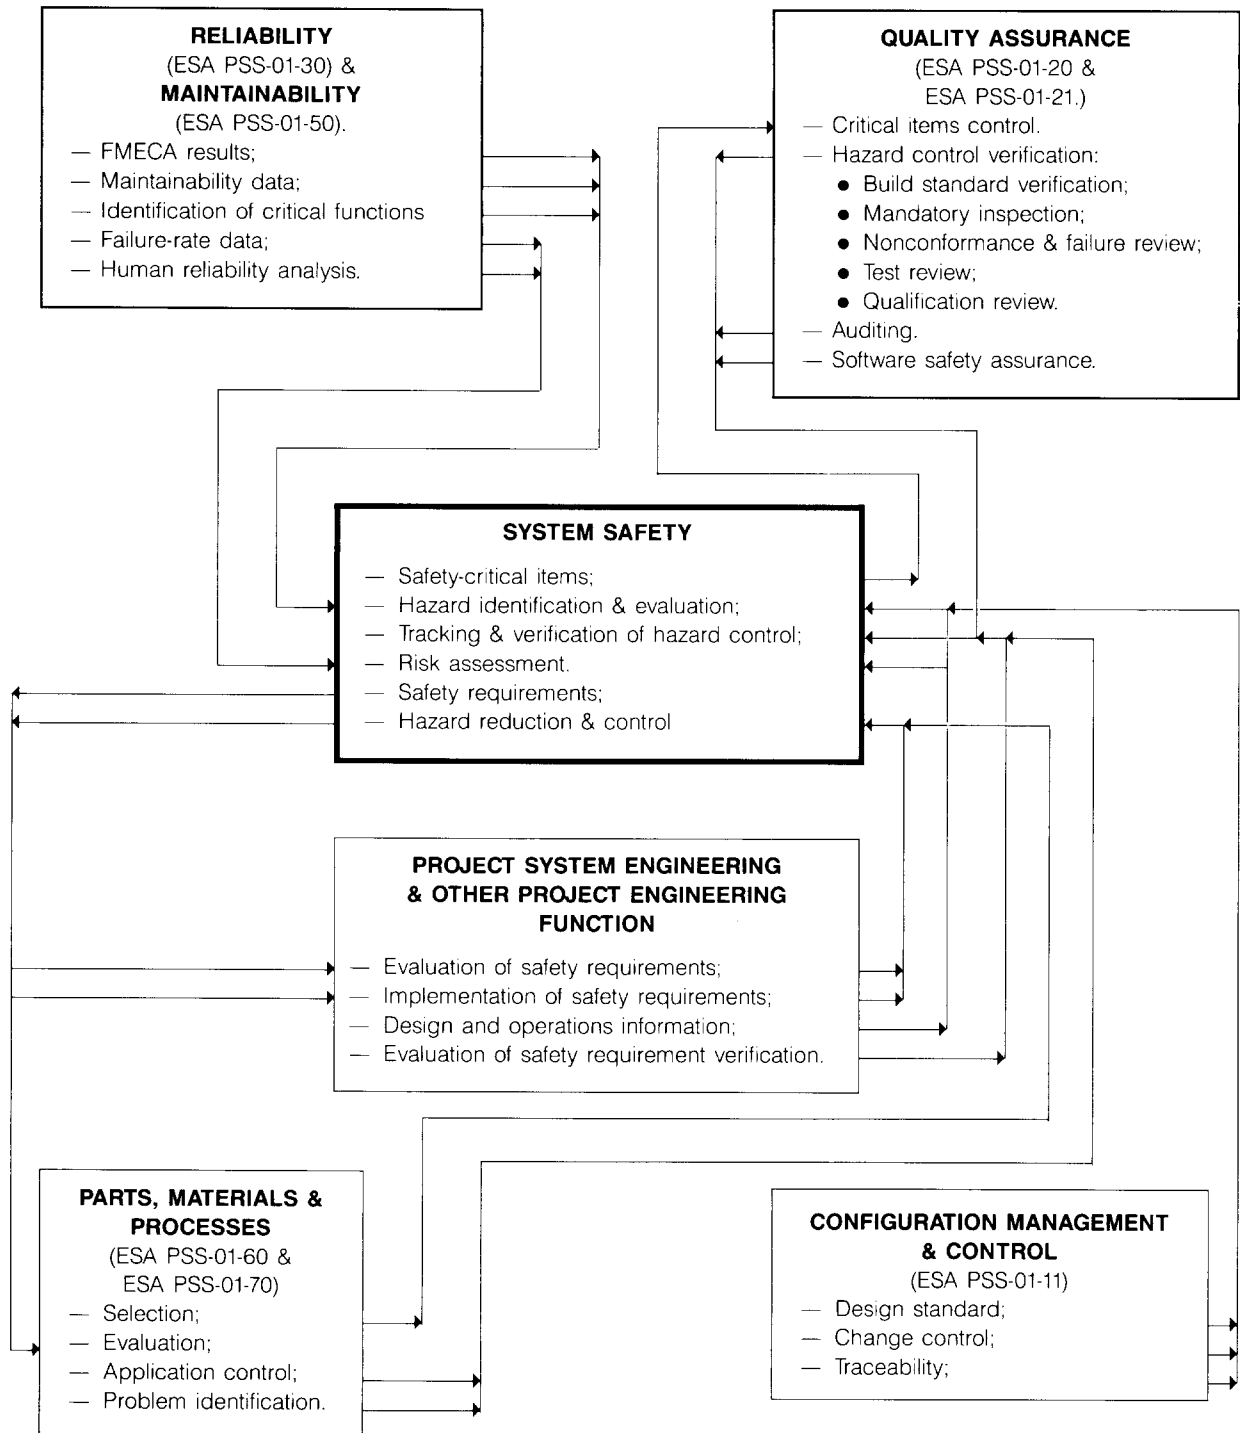 RELIABILITY
(ESA PSS-01-30) &
MAINTAINABILITY
(ESA PSS-01-50).
— FMECA results;
— Maintainability data;
— Identification of critical functions
— Failure-rate data;
— Human reliability analysis.
QUALITY ASSURANCE
(ESA PSS-01-20 &
ESA PSS-01-21.)
— Critical items control.
— Hazard control verification:
● Build standard verification;
● Mandatory inspection;
● Nonconformance & failure review;
● Test review;
● Qualification review.
— Auditing.
— Software safety assurance.
SYSTEM SAFETY
— Safety-critical items;
— Hazard identification & evaluation;
— Tracking & verification of hazard control;
— Risk assessment.
— Safety requirements;
— Hazard reduction & control
PROJECT SYSTEM ENGINEERING
& OTHER PROJECT ENGINEERING
FUNCTION
— Evaluation of safety requirements;
— Implementation of safety requirements;
— Design and operations information;
— Evaluation of safety requirement verification.
PARTS, MATERIALS &
PROCESSES
(ESA PSS-01-60 &
ESA PSS-01-70)
— Selection;
— Evaluation;
— Application control;
— Problem identification.
CONFIGURATION MANAGEMENT
& CONTROL
(ESA PSS-01-11)
— Design standard;
— Change control;
— Traceability;